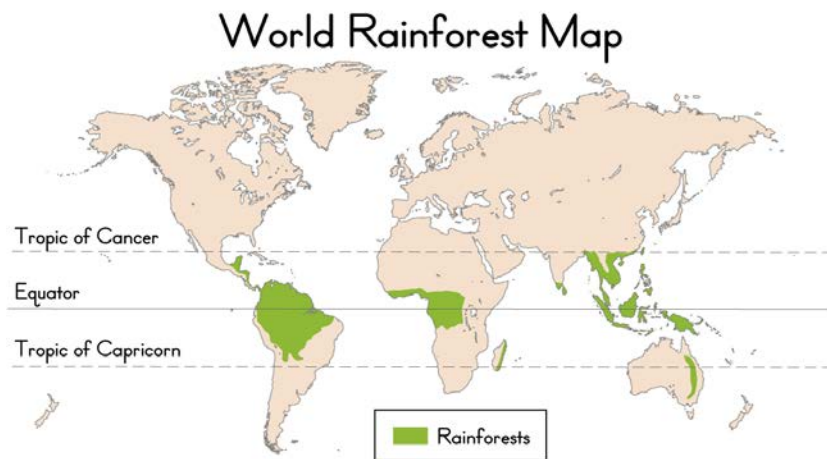 World Rainforest Map
Tropic of Cancer
Equator
Tropic of Capricorn
Rainforests